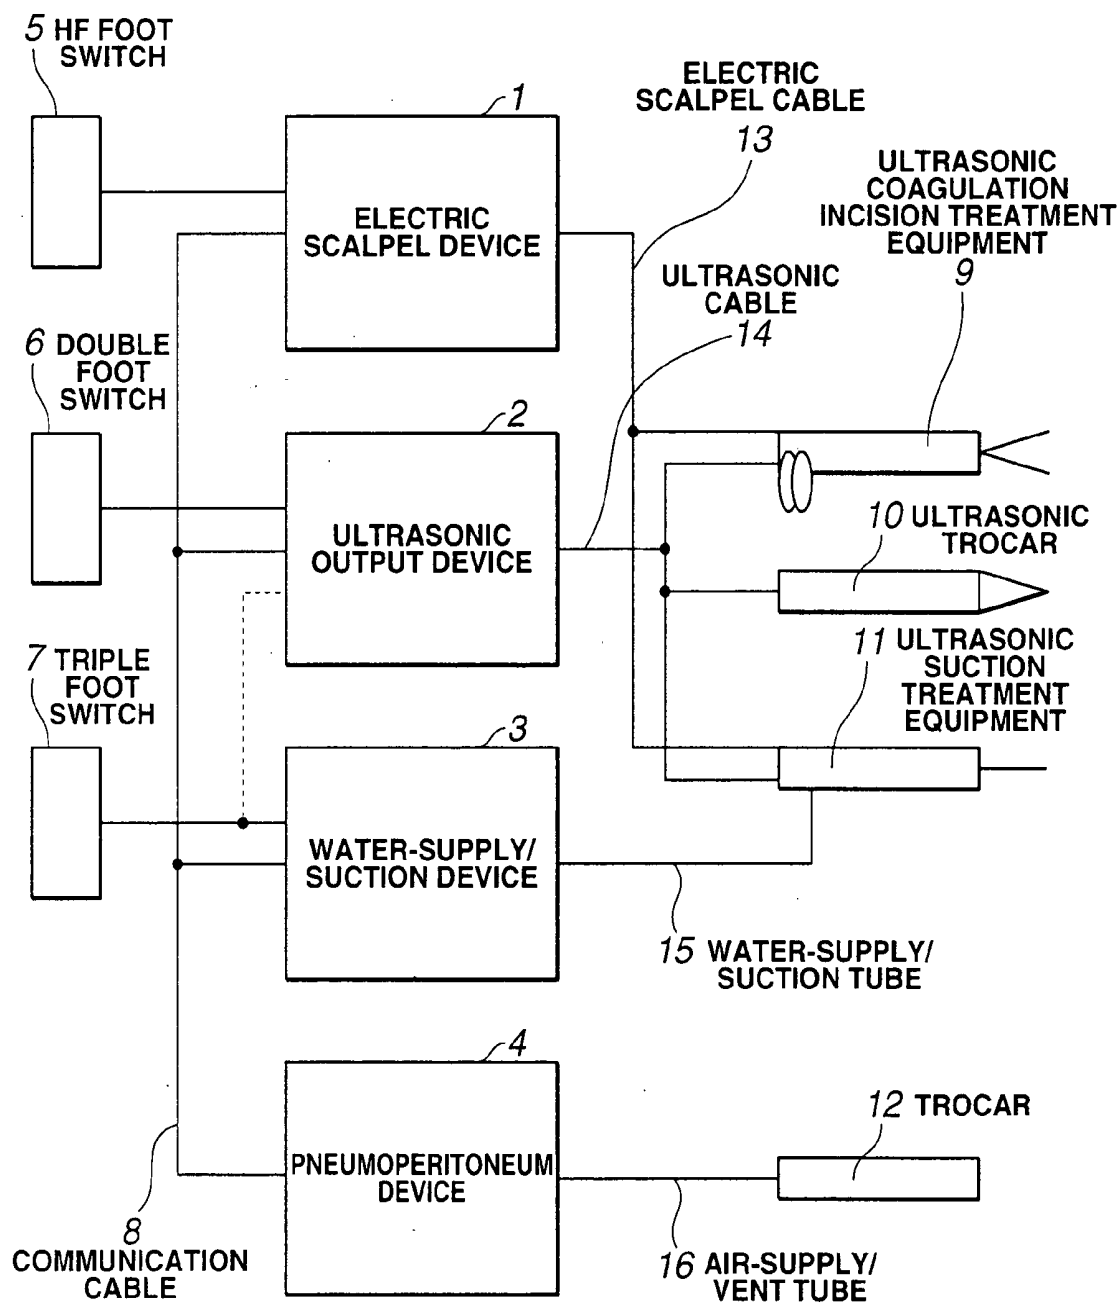 5 HF FOOT
SWITCH
1
ELECTRIC
SCALPEL DEVICE
ELECTRIC
SCALPEL CABLE
13
ULTRASONIC
COAGULATION
INCISION TREATMENT
EQUIPMENT
9
ULTRASONIC
CABLE
14
6 DOUBLE
FOOT
SWITCH
2
ULTRASONIC
OUTPUT DEVICE
10 ULTRASONIC
TROCAR
11 ULTRASONIC
SUCTION
TREATMENT
EQUIPMENT
7 TRIPLE
FOOT
SWITCH
3
WATER-SUPPLY/
SUCTION DEVICE
15 WATER-SUPPLY/
SUCTION TUBE
4
PNEUMOPERITONEUM
DEVICE
12 TROCAR
8
COMMUNICATION
CABLE
16 AIR-SUPPLY/
VENT TUBE